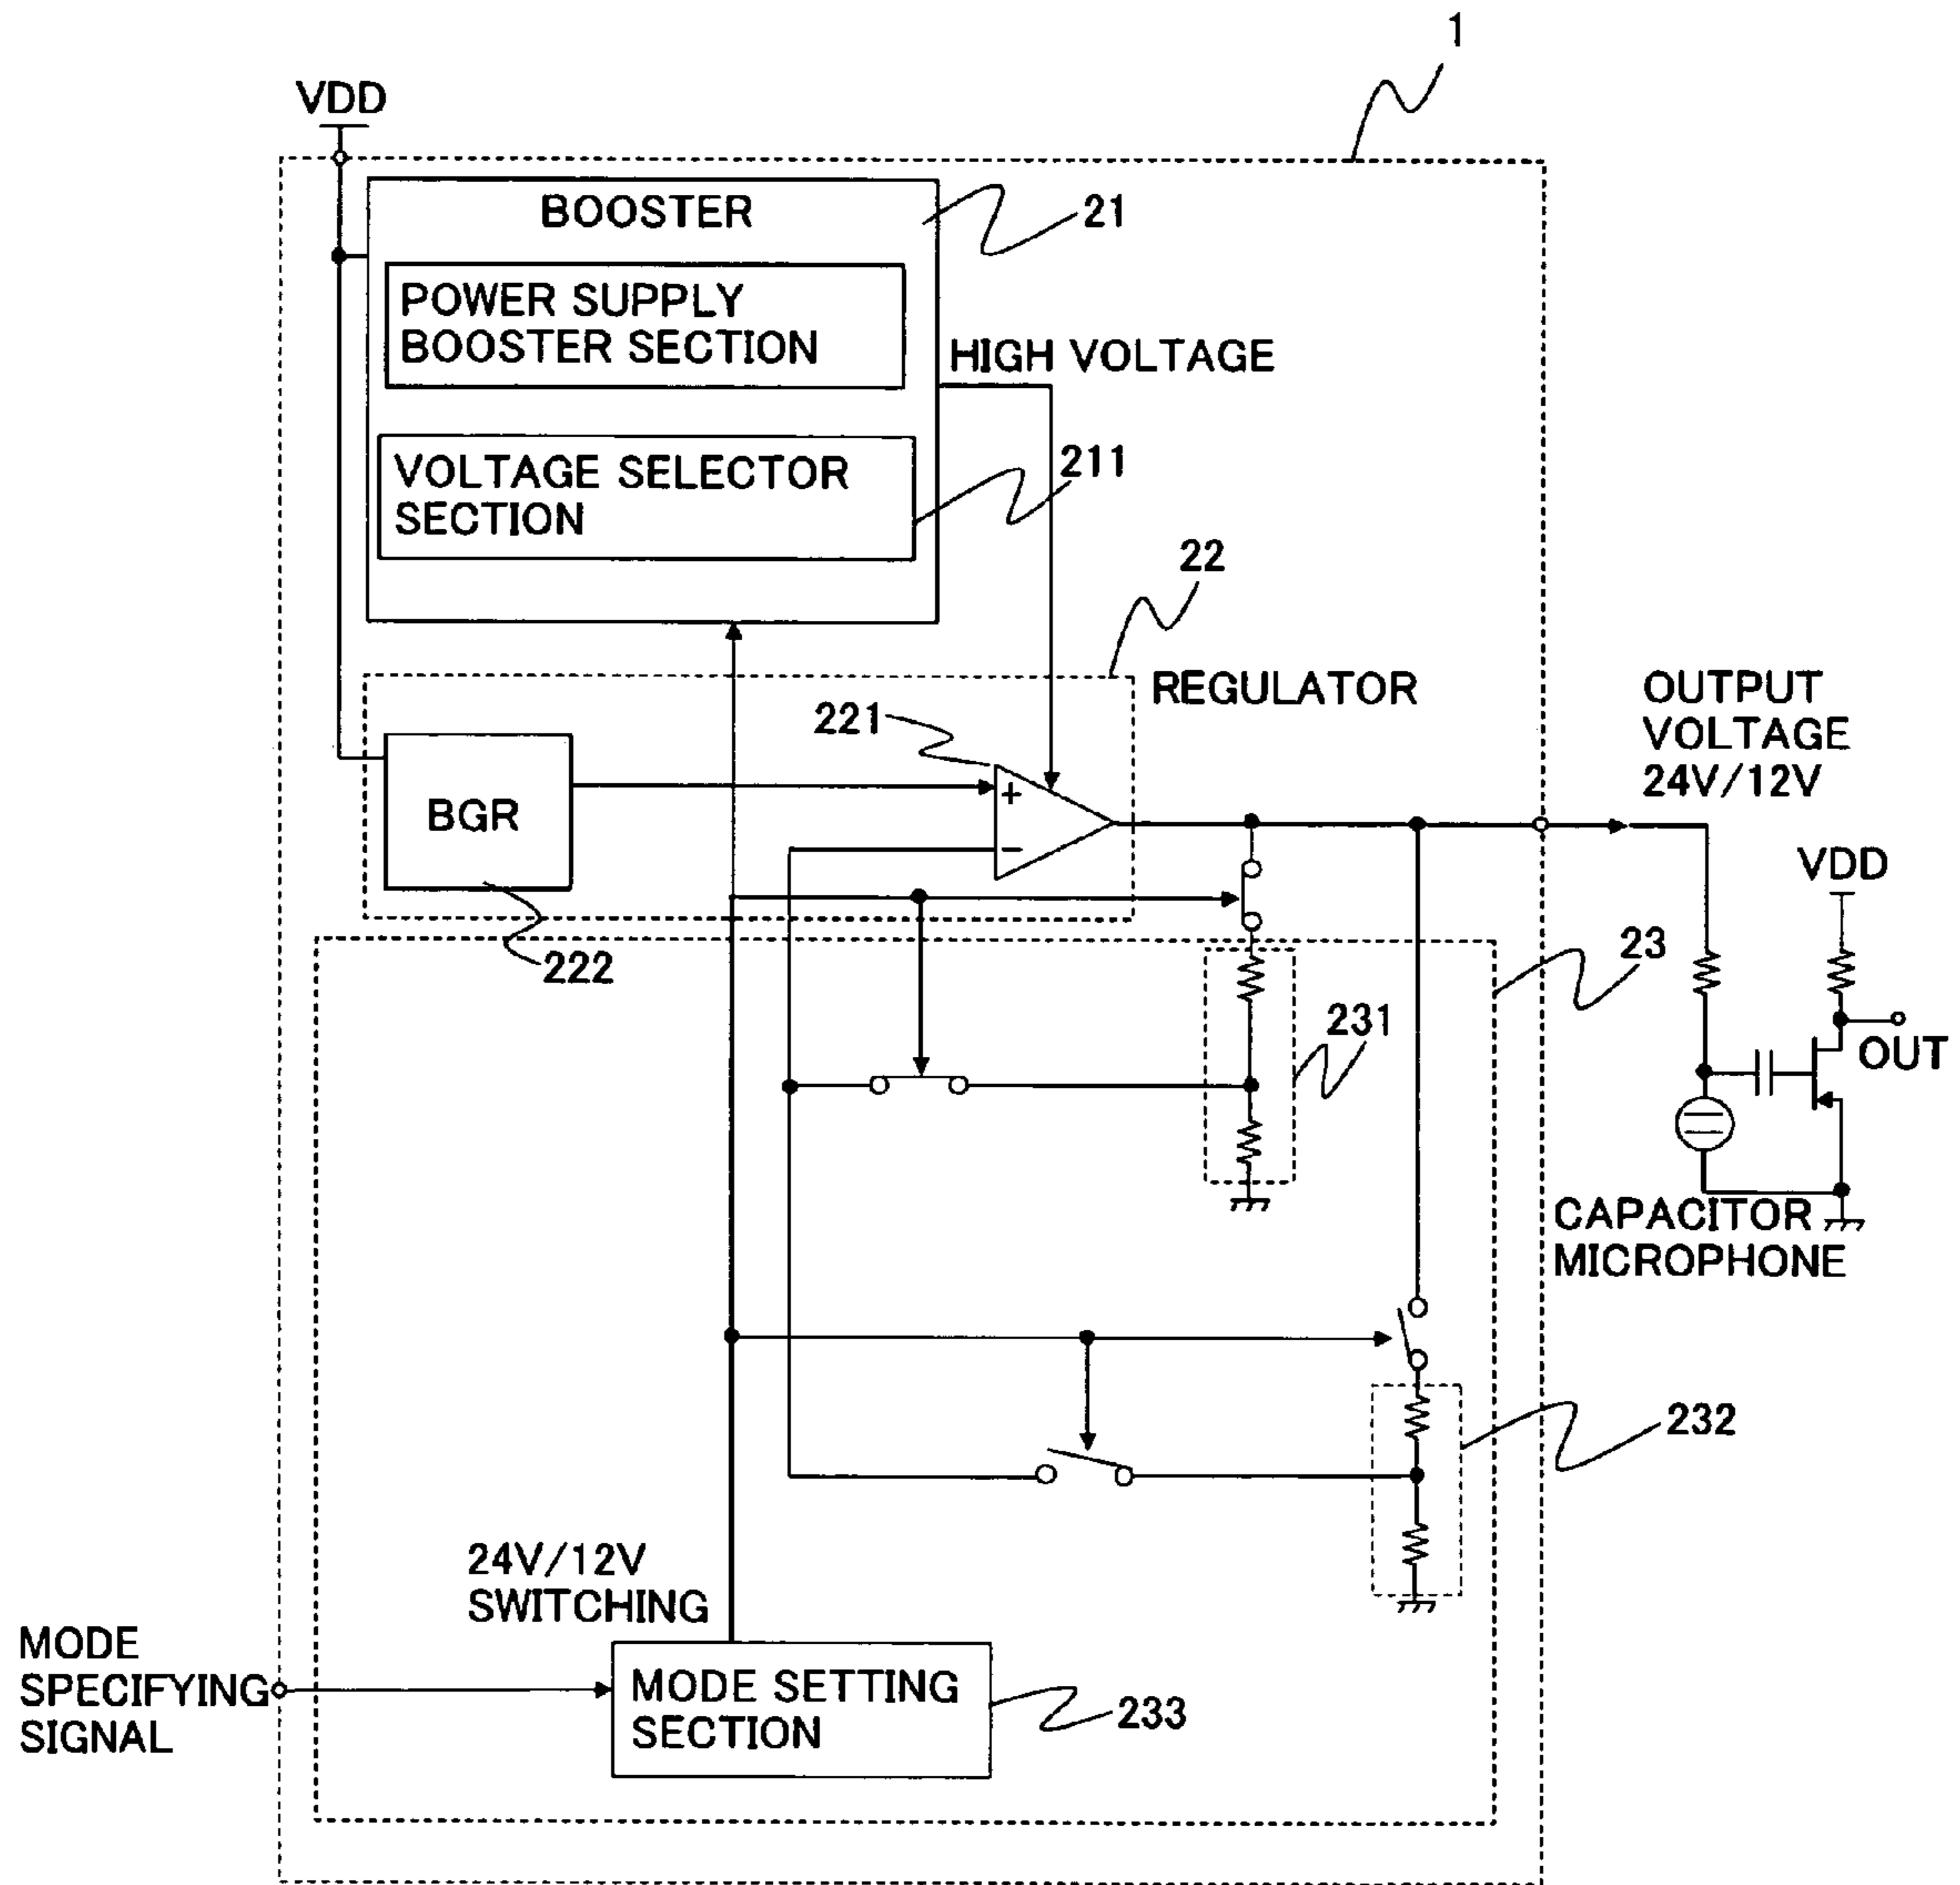 1
VDD
BOOSTER
21
POWER SUPPLY
BOOSTER SECTION
HIGH VOLTAGE
VOLTAGE SELECTOR
SECTION
211
22
REGULATOR
221
OUTPUT
VOLTAGE
24V/12V
BGR
+
−
VDD
222
23
231
OUT
CAPACITOR
MICROPHONE
232
24V/12V
SWITCHING
MODE
SPECIFYING
SIGNAL
MODE SETTING
SECTION
233